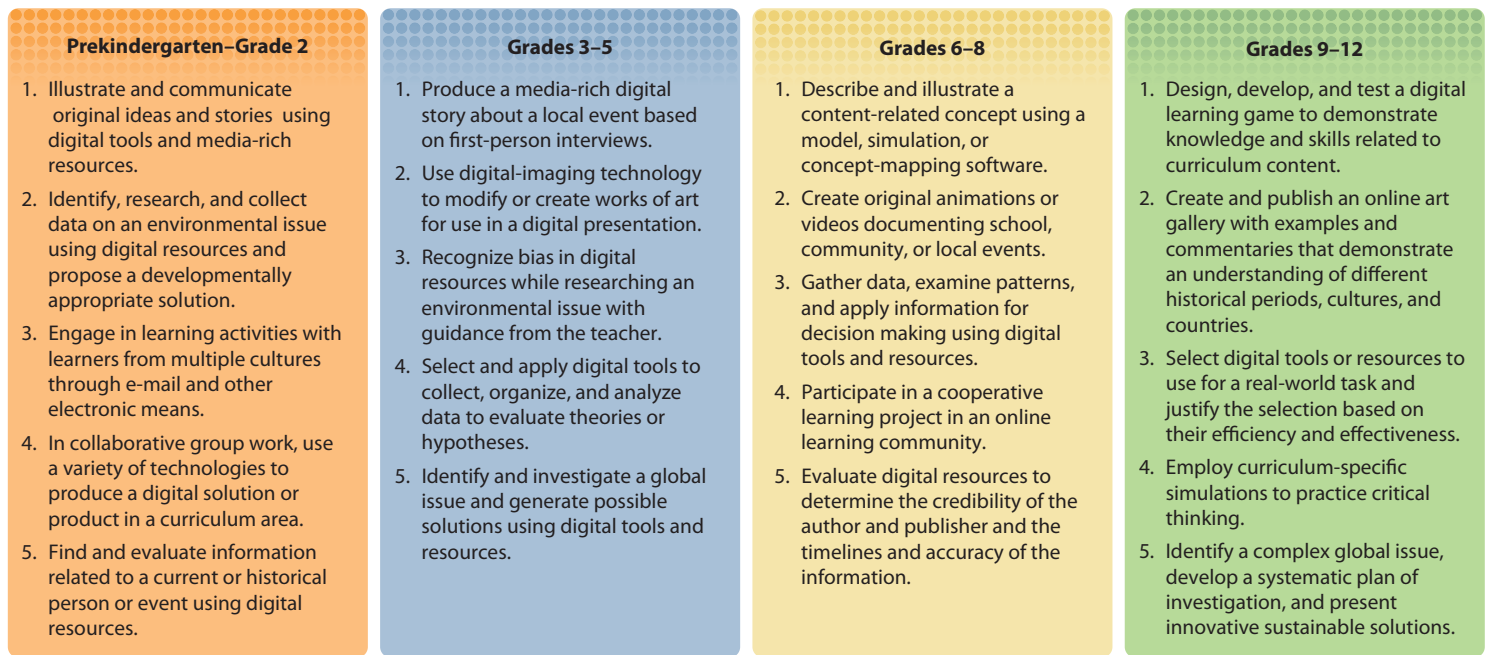 Prekindergarten–Grade 2
1. Illustrate and communicate
original ideas and stories using
digital tools and media-rich
resources.
2. Identify, research, and collect
data on an environmental issue
using digital resources and
propose a developmentally
appropriate solution.
3. Engage in learning activities with
learners from multiple cultures
through e-mail and other
electronic means.
4. In collaborative group work, use
a variety of technologies to
produce a digital solution or
product in a curriculum area.
5. Find and evaluate information
related to a current or historical
person or event using digital
resources.
Grades 3–5
1. Produce a media-rich digital
story about a local event based
on first-person interviews.
2. Use digital-imaging technology
to modify or create works of art
for use in a digital presentation.
3. Recognize bias in digital
resources while researching an
environmental issue with
guidance from the teacher.
4. Select and apply digital tools to
collect, organize, and analyze
data to evaluate theories or
hypotheses.
5. Identify and investigate a global
issue and generate possible
solutions using digital tools and
resources.
Grades 6–8
1. Describe and illustrate a
content-related concept using a
model, simulation, or
concept-mapping software.
2. Create original animations or
videos documenting school,
community, or local events.
3. Gather data, examine patterns,
and apply information for
decision making using digital
tools and resources.
4. Participate in a cooperative
learning project in an online
learning community.
5. Evaluate digital resources to
determine the credibility of the
author and publisher and the
timelines and accuracy of the
information.
Grades 9–12
1. Design, develop, and test a digital
learning game to demonstrate
knowledge and skills related to
curriculum content.
2. Create and publish an online art
gallery with examples and
commentaries that demonstrate
an understanding of different
historical periods, cultures, and
countries.
3. Select digital tools or resources to
use for a real-world task and
justify the selection based on
their efficiency and effectiveness.
4. Employ curriculum-specific
simulations to practice critical
thinking.
5. Identify a complex global issue,
develop a systematic plan of
investigation, and present
innovative sustainable solutions.